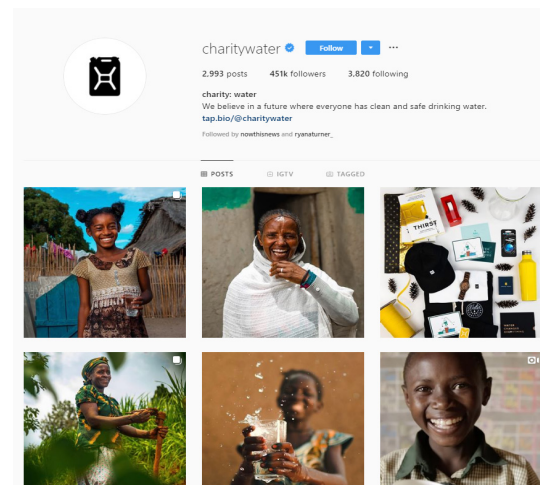 charitywater Follow
2,993 posts 451k followers 3,820 following
charity: water
We believe in a future where everyone has clean and safe drinking water.
tap.bio/@charitywater
Followed by nowthisnews and ryanaturner_
POSTS IGTV TAGGED
THIRST